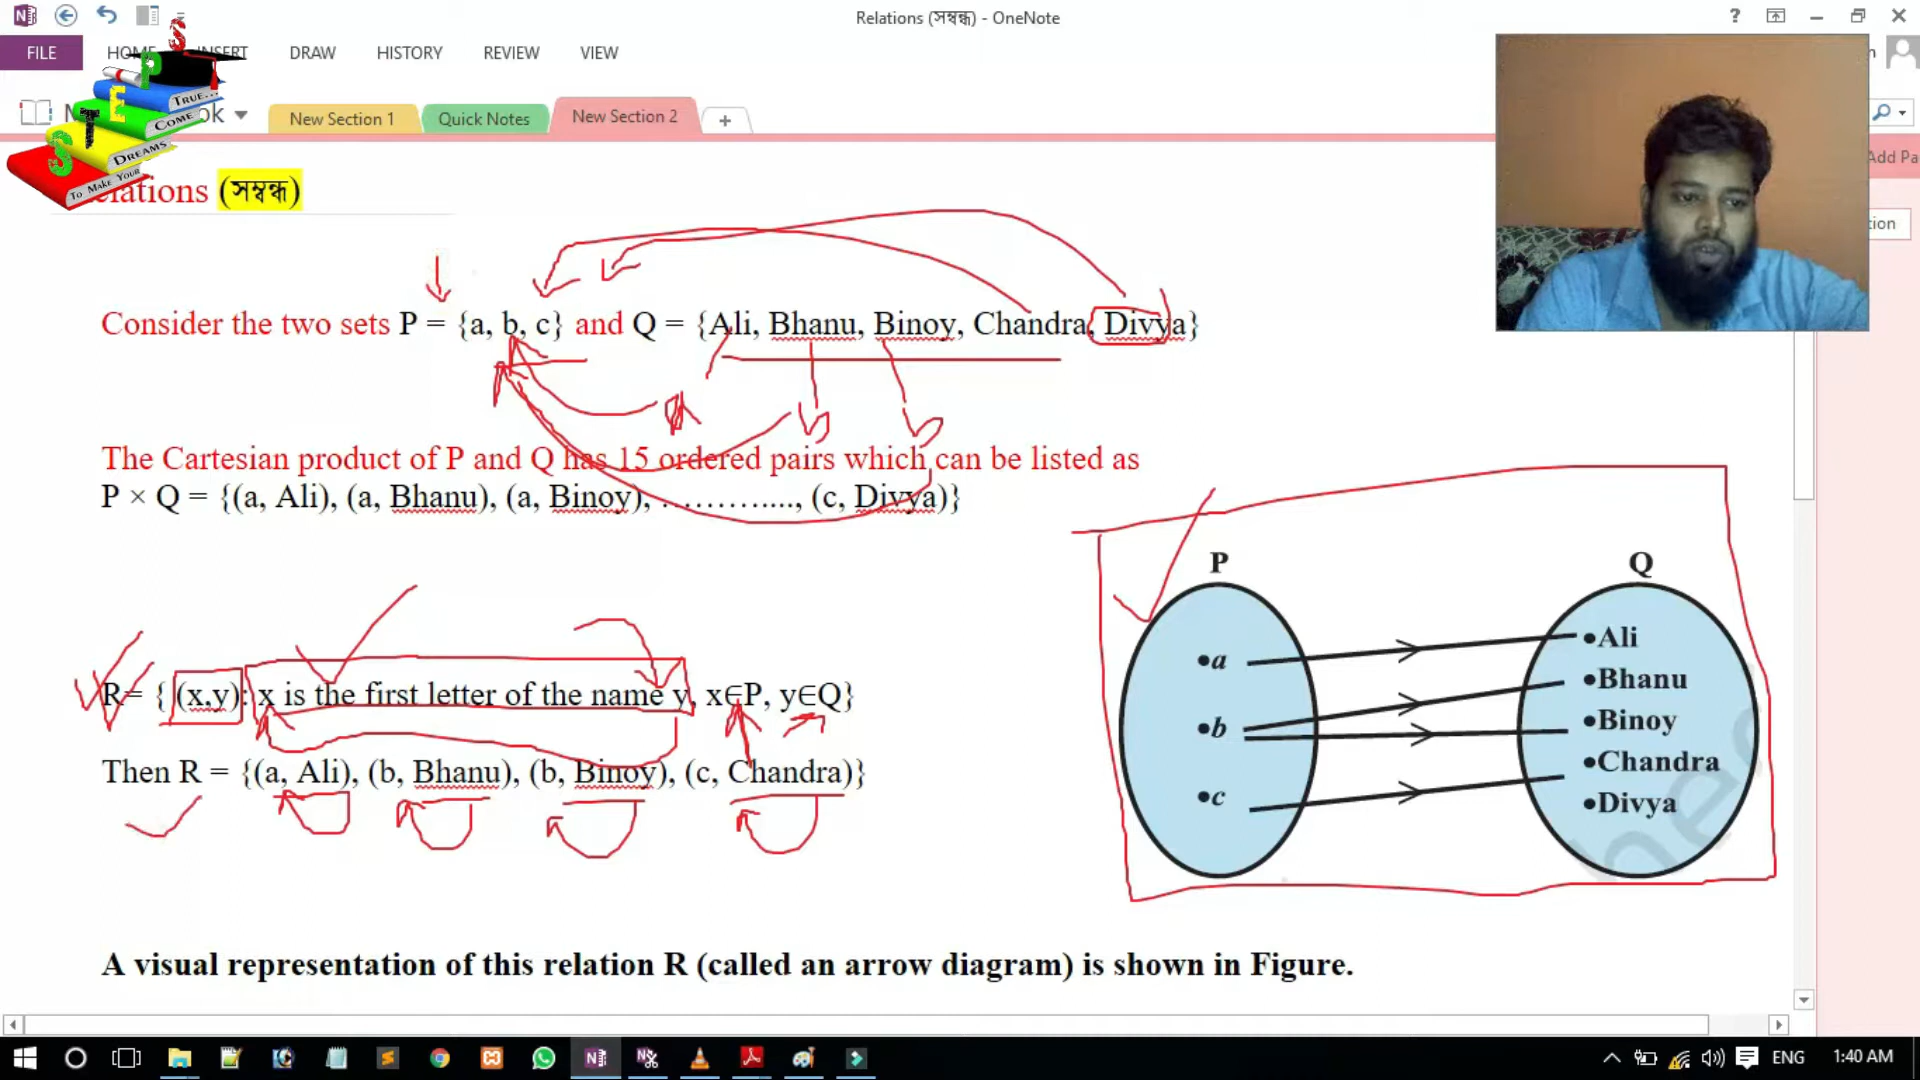 Relations (সম্বন্ধ) - OneNote
FILE HOME INSERT DRAW HISTORY REVIEW VIEW
New Section 1 Quick Notes New Section 2 +
Add Pa
S T E P S
TO MAKE YOUR DREAMS COME TRUE...
(সম্বন্ধ)
Consider the two sets P = {a, b, c} and Q = {Ali, Bhanu, Binoy, Chandra, Divya}
The Cartesian product of P and Q has 15 ordered pairs which can be listed as
P × Q = {(a, Ali), (a, Bhanu), (a, Binoy), ………...., (c, Divya)}
R= { (x,y): x is the first letter of the name y, x∈P, y∈Q}
Then R = {(a, Ali), (b, Bhanu), (b, Binoy), (c, Chandra)}
P Q
•a
•b
•c
•Ali
•Bhanu
•Binoy
•Chandra
•Divya
A visual representation of this relation R (called an arrow diagram) is shown in Figure.
ENG 1:40 AM